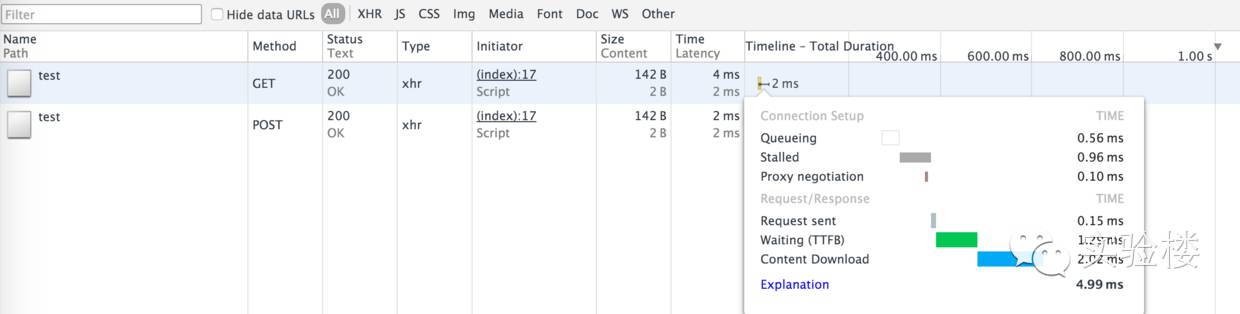 Filter
Hide data URLs All XHR JS CSS Img Media Font Doc WS Other
Name Method Status Type Initiator Size Time Timeline – Total Duration
Path Text Content Latency 400.00 ms 600.00 ms 800.00 ms 1.00 s
test GET 200 xhr (index):17 142 B 4 ms 2 ms
OK Script 2 B 2 ms
test POST 200 xhr (index):17 142 B 2 ms
OK Script 2 B 2 ms
Connection Setup TIME
Queueing 0.56 ms
Stalled 0.96 ms
Proxy negotiation 0.10 ms
Request/Response TIME
Request sent 0.15 ms
Waiting (TTFB) ms
Content Download 2.02 ms
实验楼
Explanation 4.99 ms